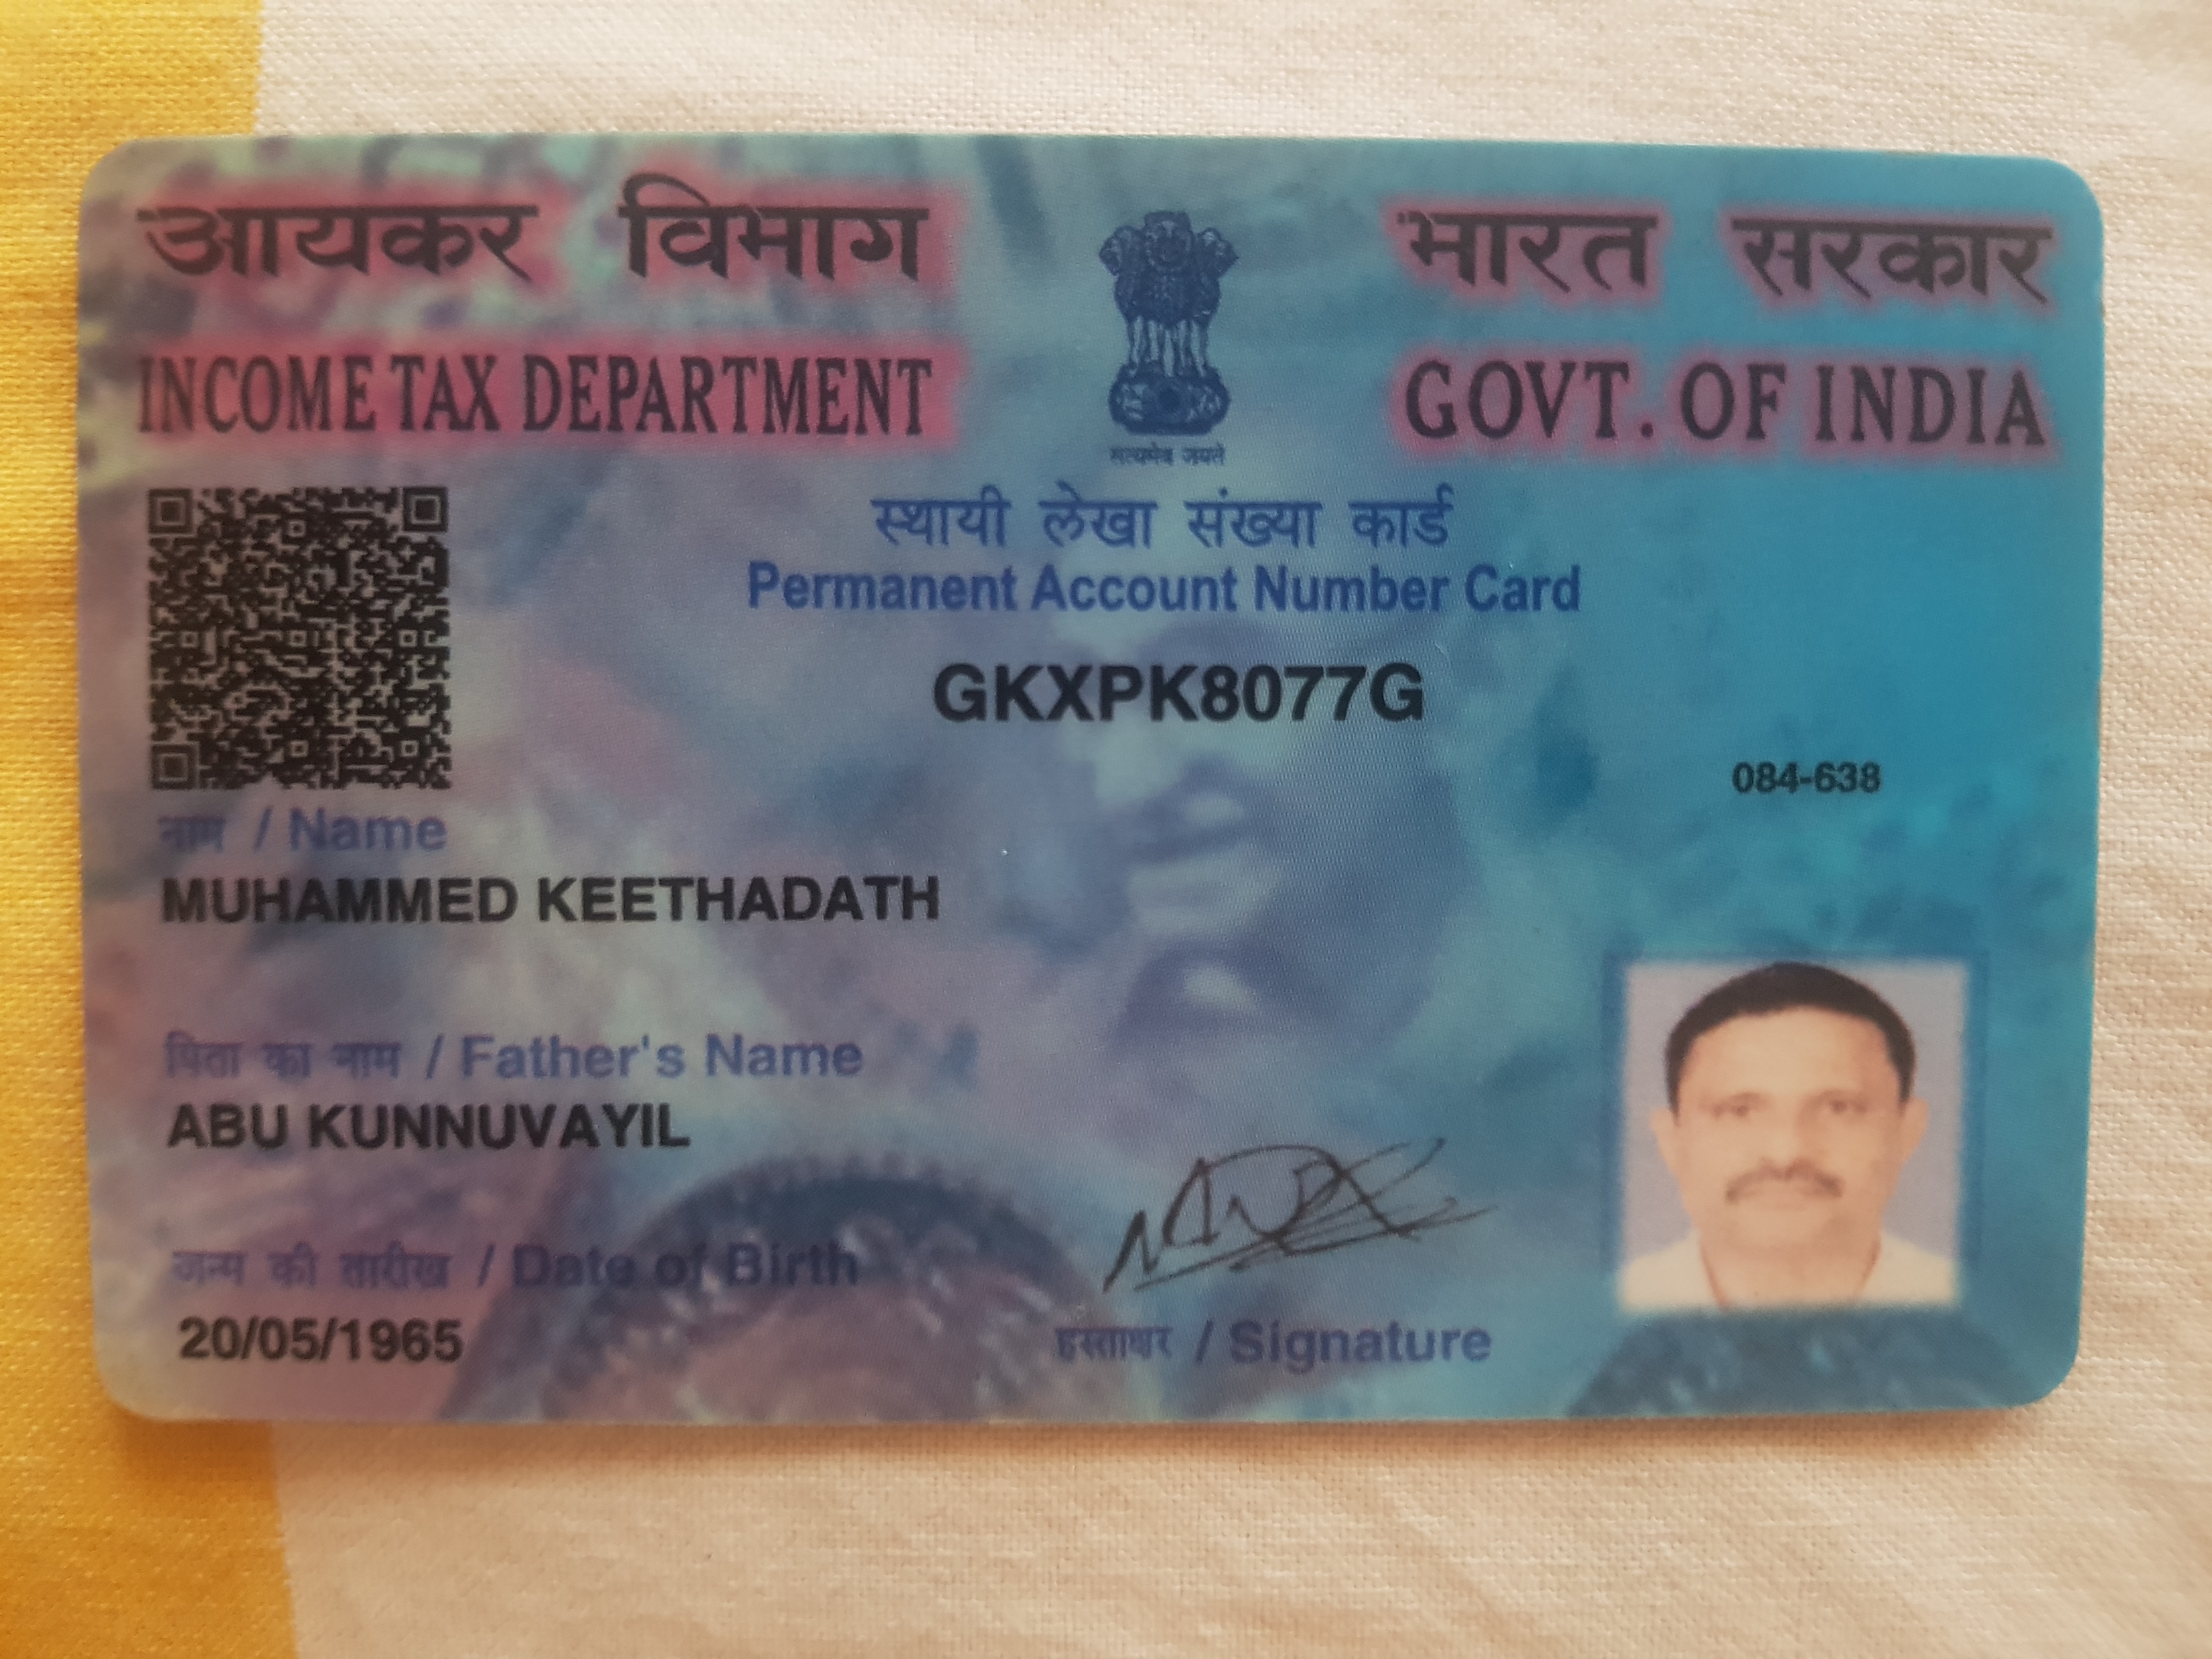 आयकर विभाग
INCOME TAX DEPARTMENT
सत्यमेव जयते
भारत सरकार
GOVT. OF INDIA
स्थायी लेखा संख्या कार्ड
Permanent Account Number Card
GKXPK8077G
084-638
नाम / Name
MUHAMMED KEETHADATH
पिता का नाम / Father's Name
ABU KUNNUVAYIL
जन्म की तारीख / Date of Birth
20/05/1965
हस्ताक्षर / Signature